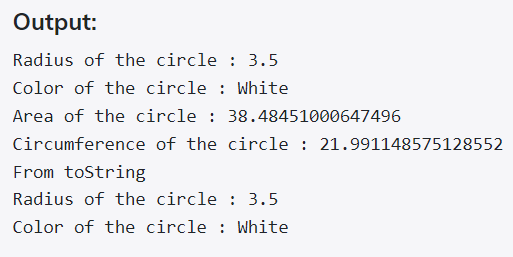 Output:
Radius of the circle : 3.5
Color of the circle : White
Area of the circle : 38.48451000647496
Circumference of the circle : 21.991148575128552
From toString
Radius of the circle : 3.5
Color of the circle : White